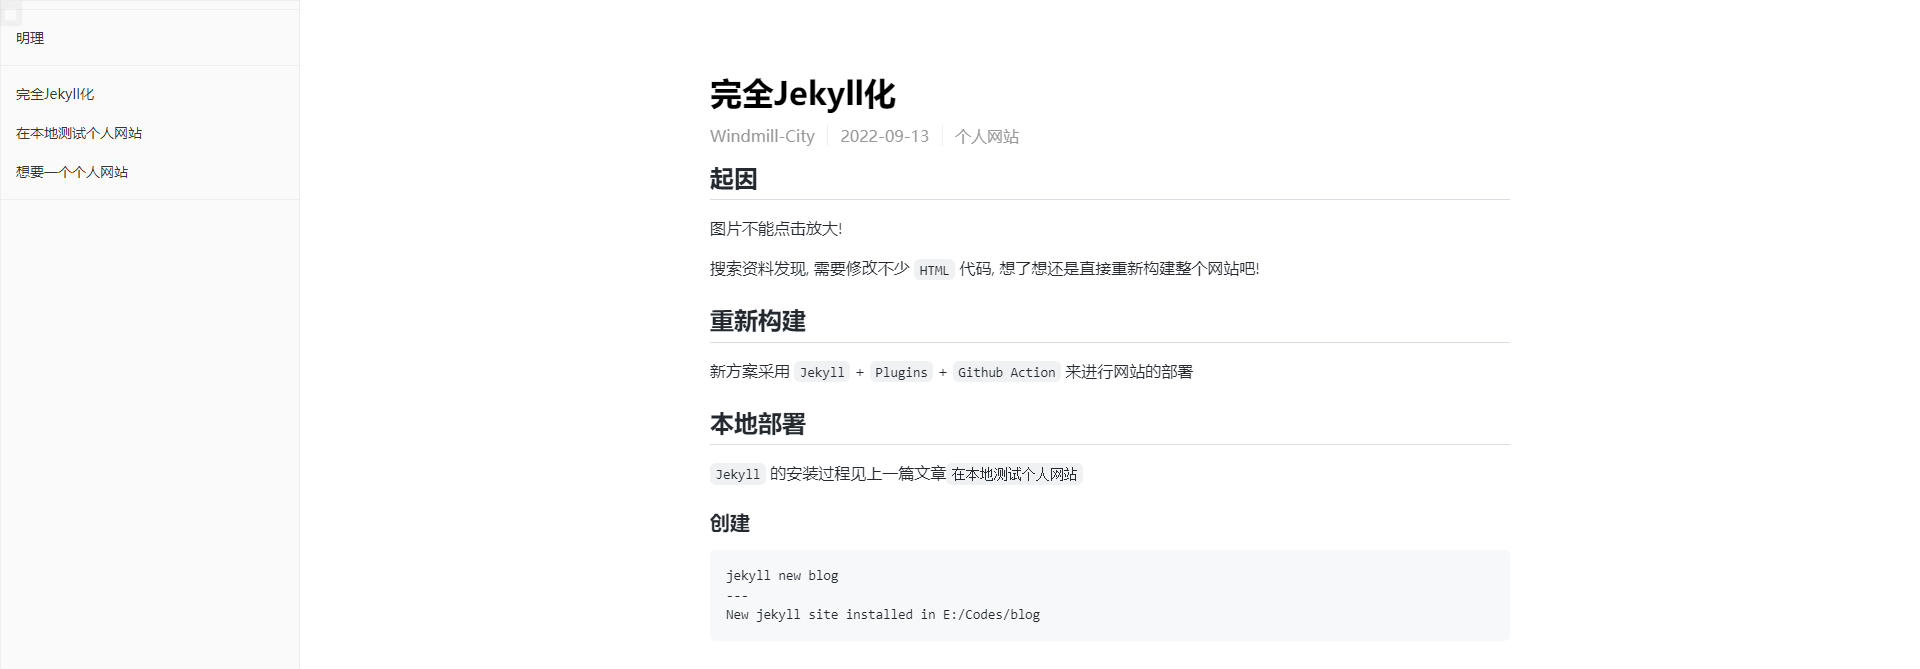 明理
完全Jekyll化
在本地测试个人网站
想要一个个人网站
完全Jekyll化
Windmill-City 2022-09-13 个人网站
起因
图片不能点击放大!
搜索资料发现, 需要修改不少 HTML 代码, 想了想还是直接重新构建整个网站吧!
重新构建
新方案采用 Jekyll + Plugins + Github Action 来进行网站的部署
本地部署
Jekyll 的安装过程见上一篇文章 在本地测试个人网站
创建
jekyll new blog
---
New jekyll site installed in E:/Codes/blog